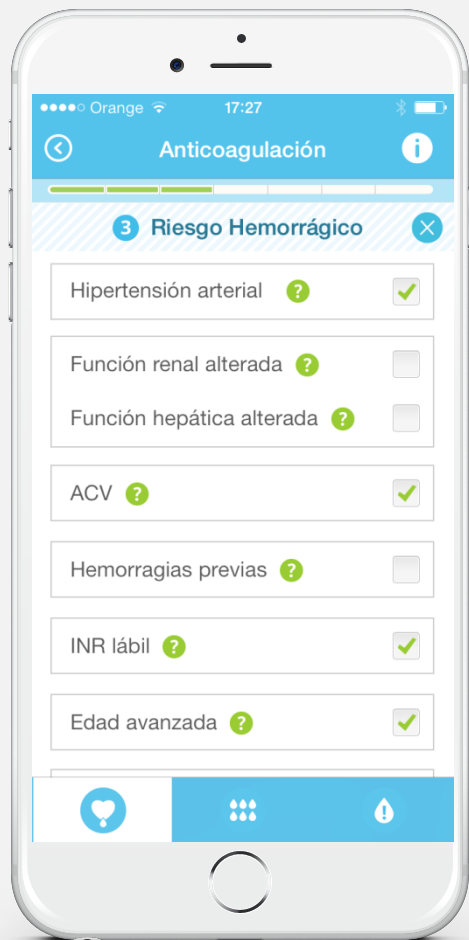 Orange 17:27
Anticoagulación i
3 Riesgo Hemorrágico
Hipertensión arterial ?
Función renal alterada ?
Función hepática alterada ?
ACV ?
Hemorragias previas ?
INR lábil ?
Edad avanzada ?
!